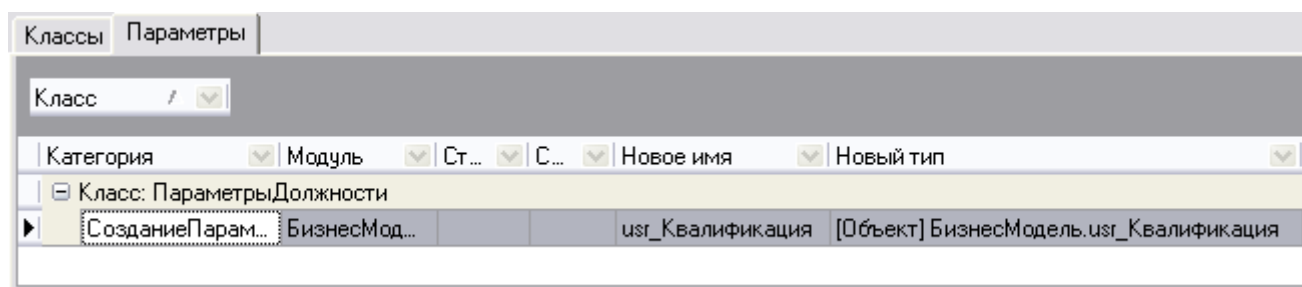 Классы Параметры
Класс /
Категория Модуль Ст... С... Новое имя Новый тип
Класс: ПараметрыДолжности
СозданиеПарам... БизнесМод... usr_Квалификация [Объект] БизнесМодель.usr_Квалификация